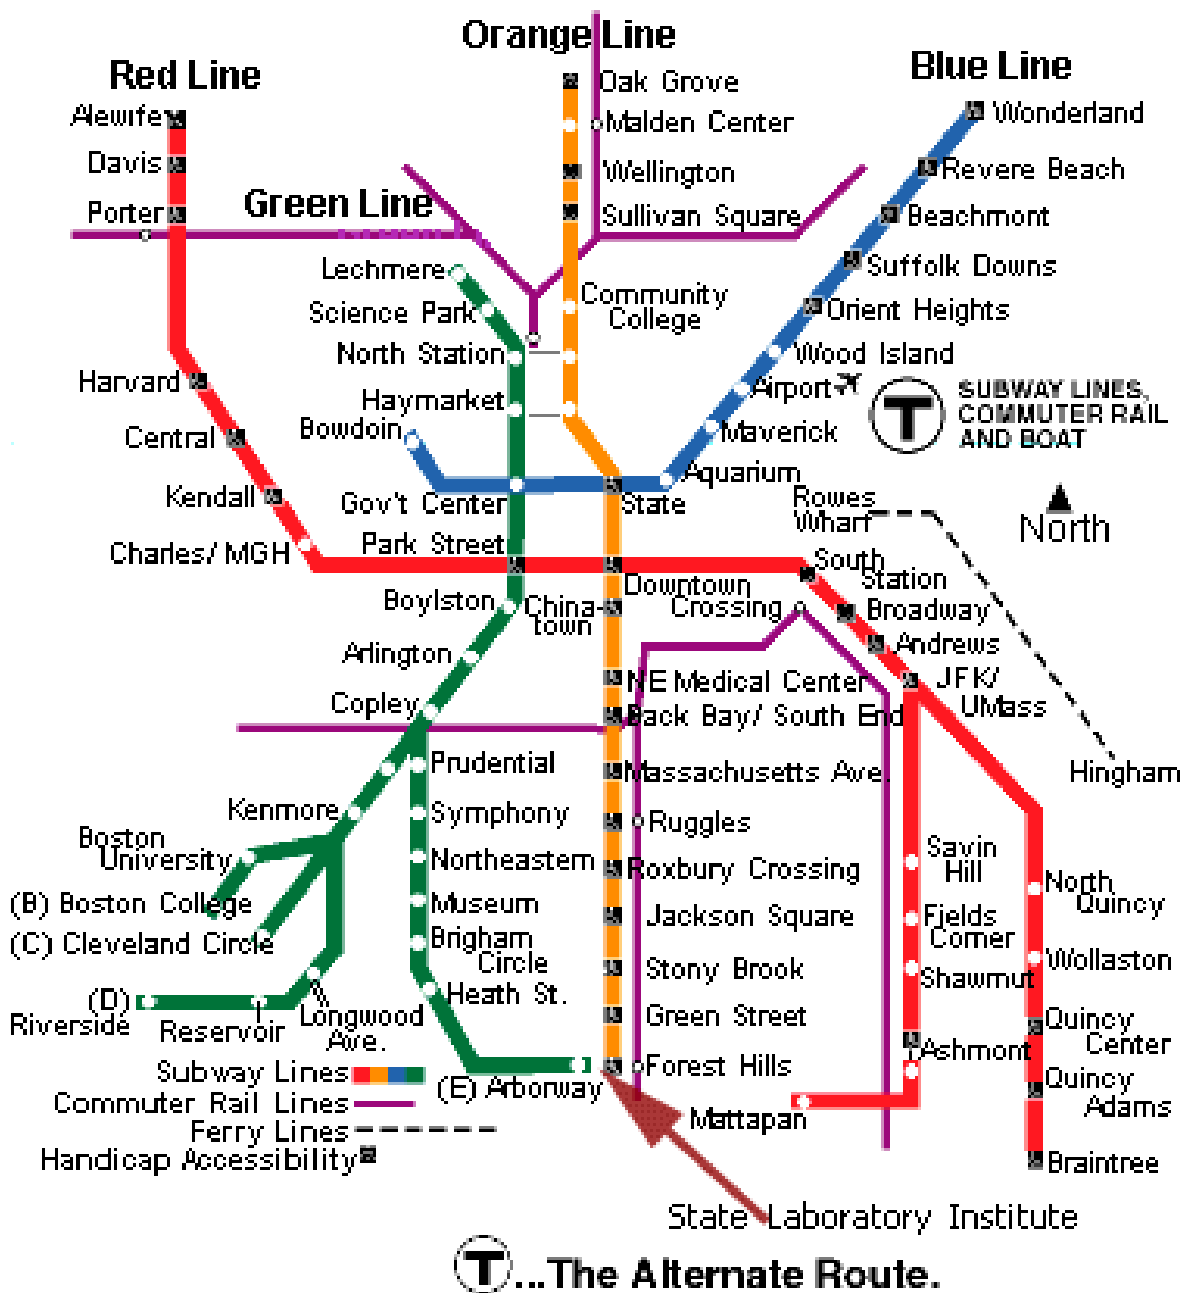 Orange Line
Red Line
Blue Line
Green Line
Alewife
Davis
Porter
Harvard
Central
Kendall
Charles/ MGH
Park Street
Downtown
Crossing
South
Station
Broadway
Andrews
JFK/
UMass
Savin
Hill
Fields
Corner
Shawmut
Ashmont
Mattapan
North
Quincy
Wollaston
Quincy
Center
Quincy
Adams
Braintree
Oak Grove
Malden Center
Wellington
Sullivan Square
Community
College
North Station
Haymarket
State
China-
town
NE Medical Center
Back Bay/ South End
Massachusetts Ave.
Ruggles
Roxbury Crossing
Jackson Square
Stony Brook
Green Street
Forest Hills
Wonderland
Revere Beach
Beachmont
Suffolk Downs
Orient Heights
Wood Island
Airport
Maverick
Aquarium
Gov't Center
Bowdoin
Lechmere
Science Park
Boylston
Arlington
Copley
Kenmore
Boston
University
(B) Boston College
(C) Cleveland Circle
(D)
Riverside
Reservoir
Longwood
Ave.
Prudential
Symphony
Northeastern
Museum
Brigham
Circle
Heath St.
(E) Arborway
T
SUBWAY LINES,
COMMUTER RAIL
AND BOAT
North
Rowes
Wharf
Hingham
Subway Lines
Commuter Rail Lines
Ferry Lines
Handicap Accessibility
State Laboratory Institute
T ...The Alternate Route.